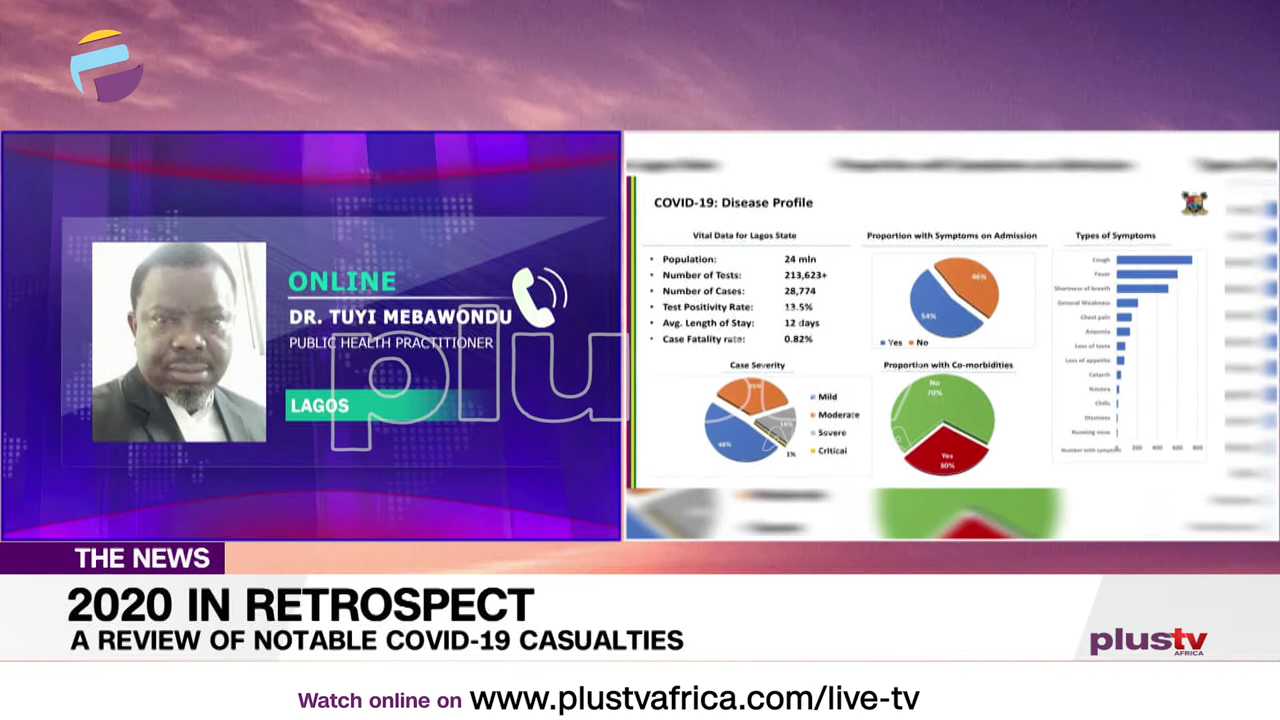 ONLINE
DR. TUYI MEBAWONDU
PUBLIC HEALTH PRACTITIONER
LAGOS
plu
COVID-19: Disease Profile
Vital Data for Lagos State
• Population: 24 mln
• Number of Tests: 213,623+
• Number of Cases: 28,774
• Test Positivity Rate: 13.5%
• Avg. Length of Stay: 12 days
• Case Fatality rate: 0.82%
Proportion with Symptoms on Admission
46%
54%
Yes No
Types of Symptoms
Cough
Fever
Shortness of breath
General Weakness
Chest pain
Anosmia
Loss of taste
Loss of appetite
Catarrh
Nausea
Chills
Dizziness
Running nose
Number with symptom
0 200 400 600 800
Case Severity
48%
1%
Mild
Moderate
Severe
Critical
Proportion with Co-morbidities
No
70%
Yes
30%
THE NEWS
2020 IN RETROSPECT
A REVIEW OF NOTABLE COVID-19 CASUALTIES
plustv
AFRICA
Watch online on www.plustvafrica.com/live-tv